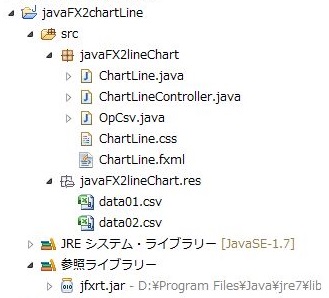 javaFX2chartLine
src
javaFX2lineChart
ChartLine.java
ChartLineController.java
OpCsv.java
ChartLine.css
ChartLine.fxml
javaFX2lineChart.res
data01.csv
data02.csv
JRE システム・ライブラリー [JavaSE-1.7]
参照ライブラリー
jfxrt.jar - D:¥Program Files¥Java¥jre7¥lib